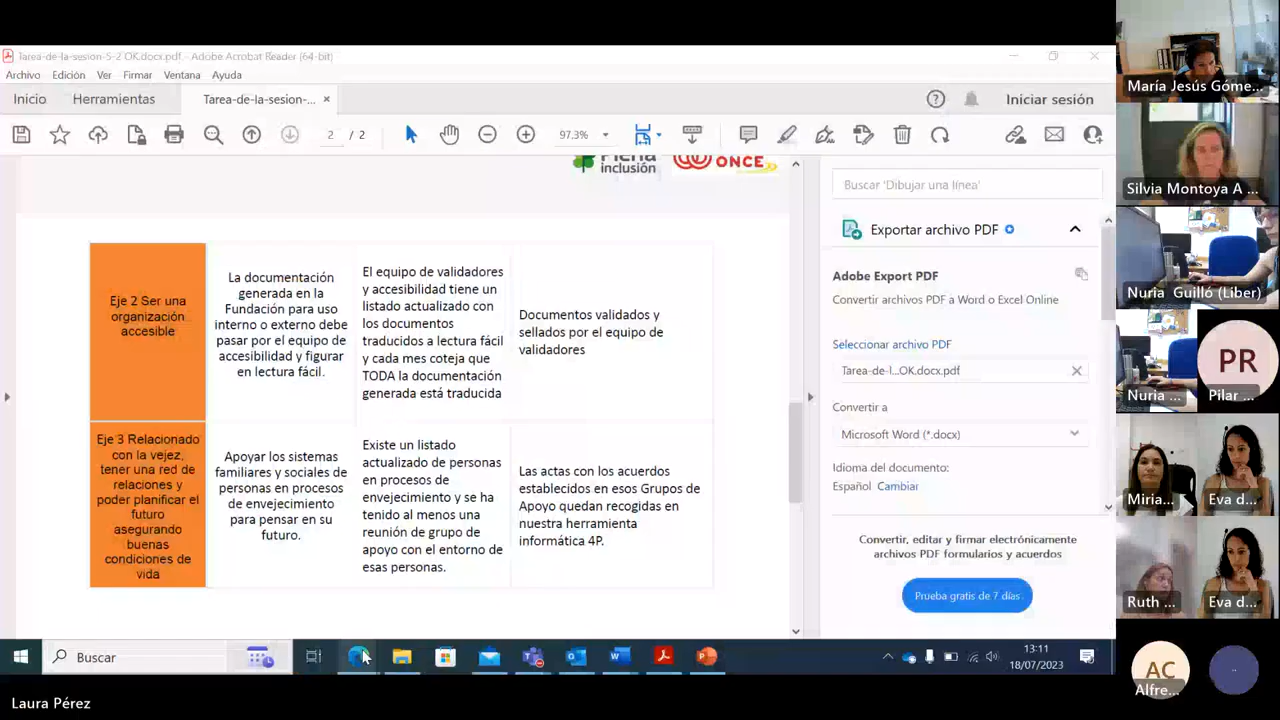 Tarea-de-la-sesion-5-2 OK.docx.pdf - Adobe Acrobat Reader (64-bit)
Archivo Edición Ver Firmar Ventana Ayuda
Inicio Herramientas Tarea-de-la-sesion-... × Iniciar sesión
2 / 2 97,3%
Plena
inclusión
ONCE
Eje 2 Ser una
organización
accesible
La documentación
generada en la
Fundación para uso
interno o externo debe
pasar por el equipo de
accesibilidad y figurar
en lectura fácil.
El equipo de validadores
y accesibilidad tiene un
listado actualizado con
los documentos
traducidos a lectura fácil
y cada mes coteja que
TODA la documentación
generada está traducida
Documentos validados y
sellados por el equipo de
validadores
Eje 3 Relacionado
con la vejez,
tener una red de
relaciones y
poder planificar el
futuro
asegurando
buenas
condiciones de
vida
Apoyar los sistemas
familiares y sociales de
personas en procesos
de envejecimiento
para pensar en su
futuro.
Existe un listado
actualizado de personas
en procesos de
envejecimiento y se ha
tenido al menos una
reunión de grupo de
apoyo con el entorno de
esas personas.
Las actas con los acuerdos
establecidos en esos Grupos de
Apoyo quedan recogidas en
nuestra herramienta
informática 4P.
Buscar 'Dibujar una línea'
Exportar archivo PDF
Adobe Export PDF
Convertir archivos PDF a Word o Excel Online
Seleccionar archivo PDF
Tarea-de-l...OK.docx.pdf
Convertir a
Microsoft Word (*.docx)
Idioma del documento:
Español Cambiar
Convertir, editar y firmar electrónicamente
archivos PDF formularios y acuerdos
Prueba gratis de 7 días
Buscar
13:11
18/07/2023
María Jesús Góme...
Silvia Montoya A ...
Nuria Guilló (Liber)
PR
Nuria ... Pilar ...
Miria... Eva d...
Ruth ... Eva d...
AC
Alfre...
..
Laura Pérez